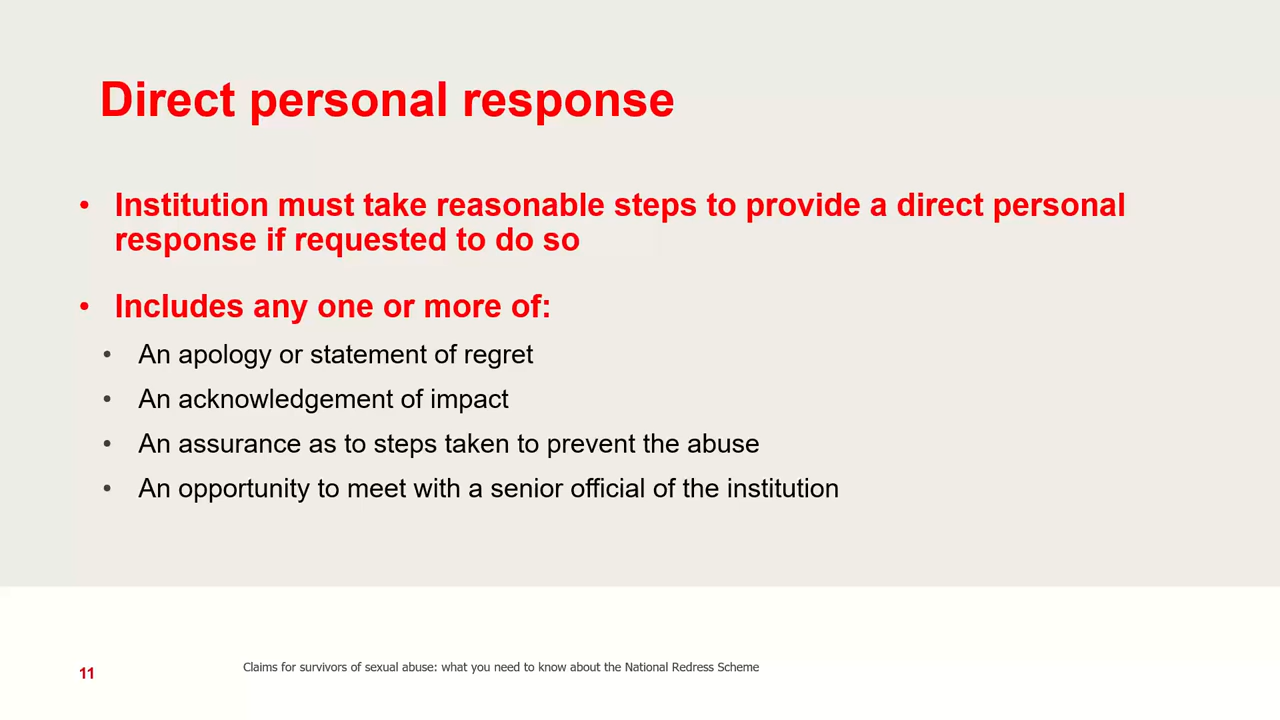 Direct personal response
• Institution must take reasonable steps to provide a direct personal
response if requested to do so
• Includes any one or more of:
• An apology or statement of regret
• An acknowledgement of impact
• An assurance as to steps taken to prevent the abuse
• An opportunity to meet with a senior official of the institution
11
Claims for survivors of sexual abuse: what you need to know about the National Redress Scheme